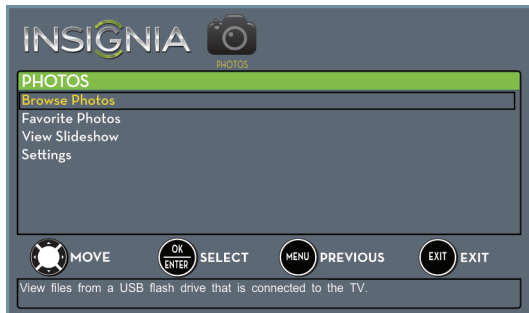 INSIGNIA
PHOTOS
PHOTOS
Browse Photos
Favorite Photos
View Slideshow
Settings
MOVE OK ENTER SELECT MENU PREVIOUS EXIT EXIT
View files from a USB flash drive that is connected to the TV.